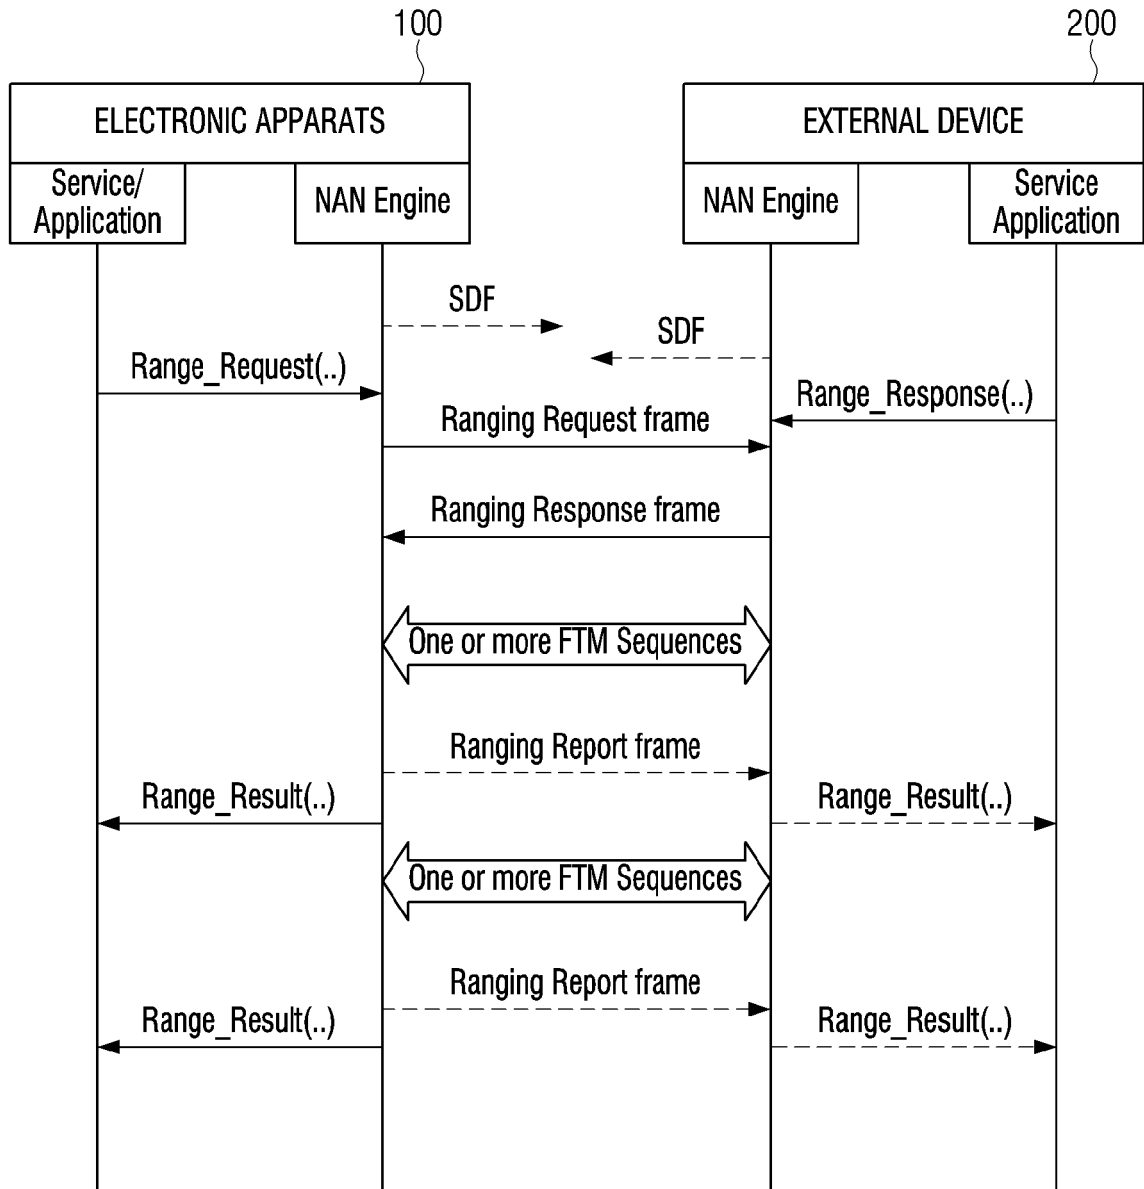 100
200
ELECTRONIC APPARATS
EXTERNAL DEVICE
Service/
Application
NAN Engine
NAN Engine
Service
Application
SDF
SDF
Range_Request(..)
Range_Response(..)
Ranging Request frame
Ranging Response frame
One or more FTM Sequences
Ranging Report frame
Range_Result(..)
Range_Result(..)
One or more FTM Sequences
Ranging Report frame
Range_Result(..)
Range_Result(..)